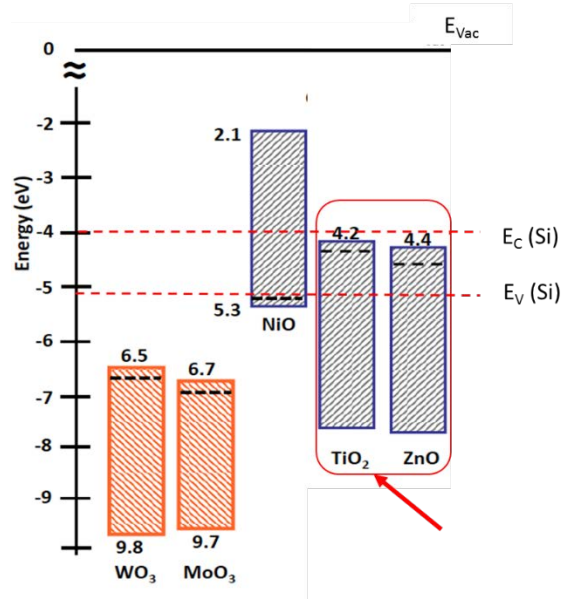 E_Vac
0
-2
2.1
-3
-4
4.2
4.4
E_C (Si)
Energy (eV)
-5
E_V (Si)
5.3
NiO
-6
6.5
6.7
-7
-8
TiO₂
ZnO
-9
9.8
9.7
WO₃
MoO₃